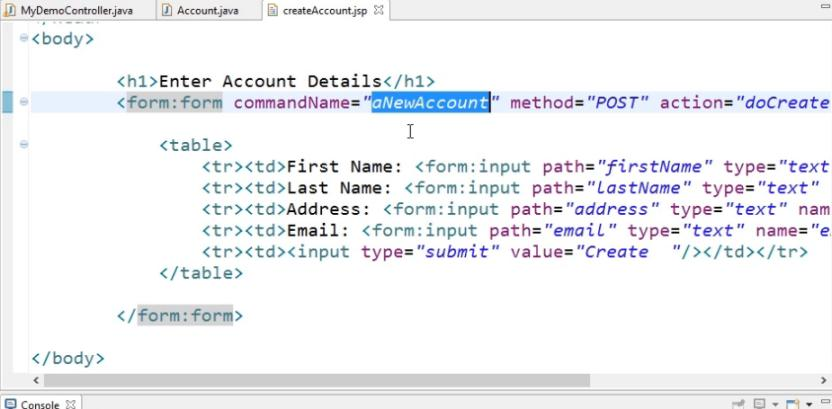 MyDemoController.java Account.java createAccount.jsp
<body>
<h1>Enter Account Details</h1>
<form:form commandName="aNewAccount" method="POST" action="doCreate
<table>
<tr><td>First Name: <form:input path="firstName" type="text
<tr><td>Last Name: <form:input path="lastName" type="text"
<tr><td>Address: <form:input path="address" type="text" nam
<tr><td>Email: <form:input path="email" type="text" name="e
<tr><td><input type="submit" value="Create  "/></td></tr>
</table>
</form:form>
</body>
Console